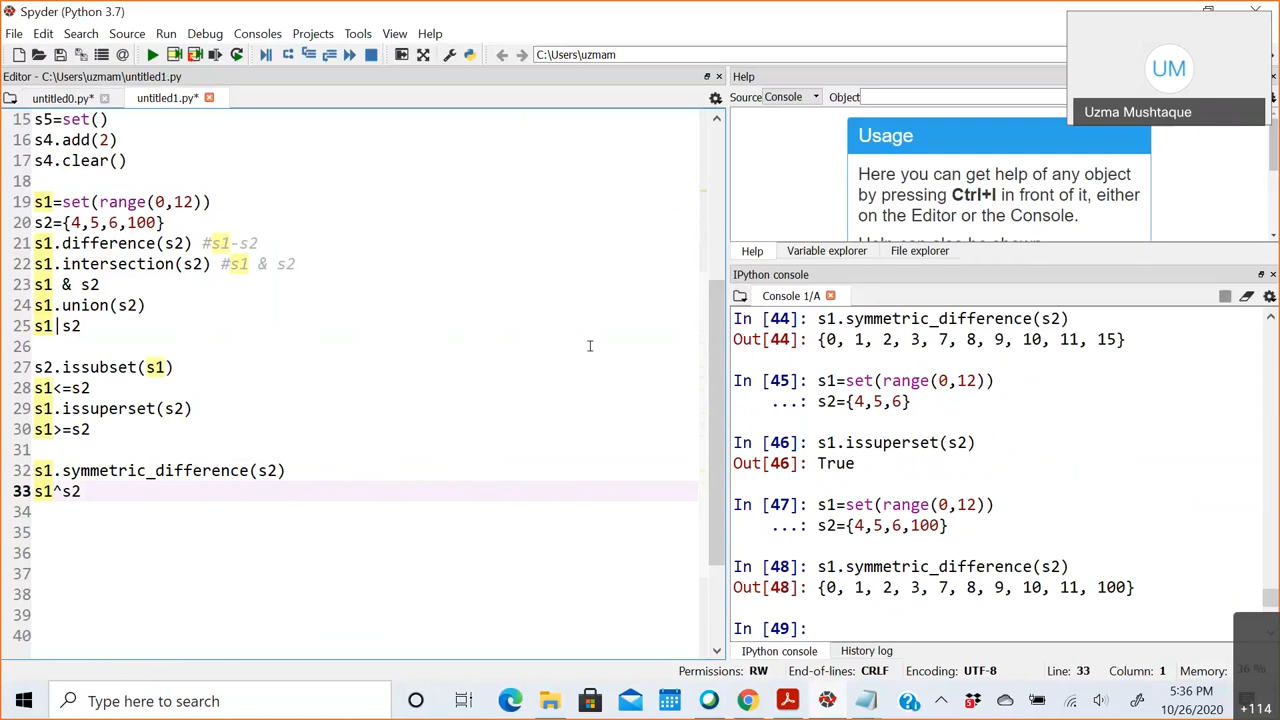 Spyder (Python 3.7)
File Edit Search Source Run Debug Consoles Projects Tools View Help
C:\Users\uzmam
Editor - C:\Users\uzmam\untitled1.py
untitled0.py* untitled1.py*
15 s5=set()
16 s4.add(2)
17 s4.clear()
18
19 s1=set(range(0,12))
20 s2={4,5,6,100}
21 s1.difference(s2) #s1-s2
22 s1.intersection(s2) #s1 & s2
23 s1 & s2
24 s1.union(s2)
25 s1|s2
26
27 s2.issubset(s1)
28 s1<=s2
29 s1.issuperset(s2)
30 s1>=s2
31
32 s1.symmetric_difference(s2)
33 s1^s2
34
35
36
37
38
39
40
Help
Source Console Object
UM
Uzma Mushtaque
Usage
Here you can get help of any object
by pressing Ctrl+I in front of it, either
on the Editor or the Console.
Help Variable explorer File explorer
IPython console
Console 1/A
In [44]: s1.symmetric_difference(s2)
Out[44]: {0, 1, 2, 3, 7, 8, 9, 10, 11, 15}
In [45]: s1=set(range(0,12))
...: s2={4,5,6}
In [46]: s1.issuperset(s2)
Out[46]: True
In [47]: s1=set(range(0,12))
...: s2={4,5,6,100}
In [48]: s1.symmetric_difference(s2)
Out[48]: {0, 1, 2, 3, 7, 8, 9, 10, 11, 100}
In [49]:
IPython console History log
Permissions: RW End-of-lines: CRLF Encoding: UTF-8 Line: 33 Column: 1 Memory: 36 %
Type here to search
5:36 PM
10/26/2020
+114